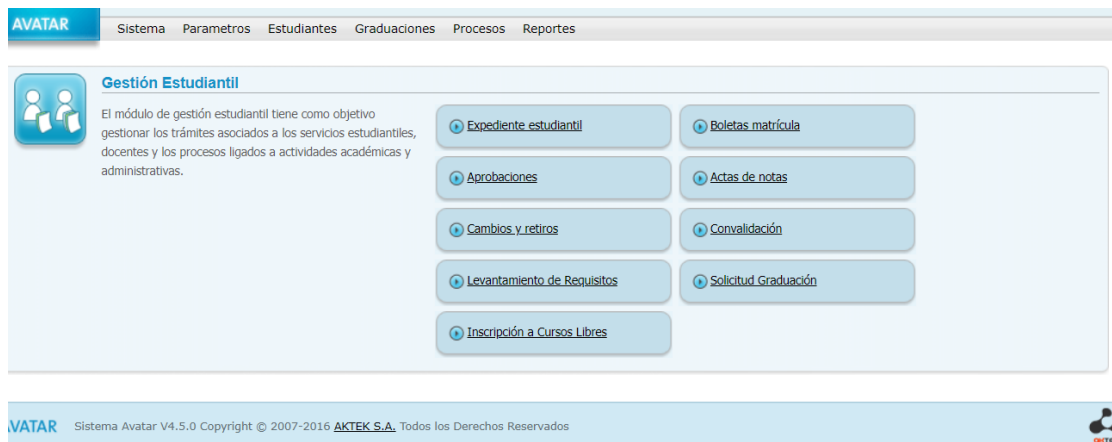 AVATAR
Sistema Parametros Estudiantes Graduaciones Procesos Reportes
Gestión Estudiantil
El módulo de gestión estudiantil tiene como objetivo
gestionar los trámites asociados a los servicios estudiantiles,
docentes y los procesos ligados a actividades académicas y
administrativas.
Expediente estudiantil
Boletas matrícula
Aprobaciones
Actas de notas
Cambios y retiros
Convalidación
Levantamiento de Requisitos
Solicitud Graduación
Inscripción a Cursos Libres
AVATAR Sistema Avatar V4.5.0 Copyright © 2007-2016 AKTEK S.A. Todos los Derechos Reservados